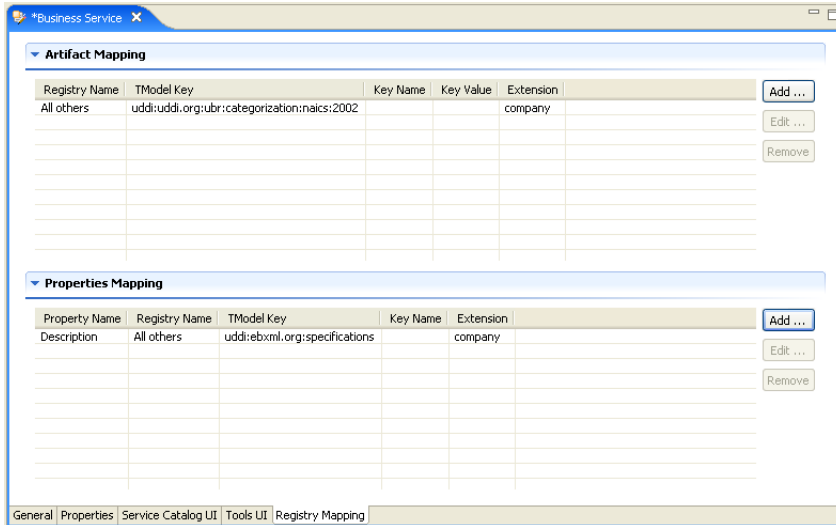 *Business Service
Artifact Mapping
Registry Name TModel Key Key Name Key Value Extension
Add ...
All others uddi:uddi.org:ubr:categorization:naics:2002 company
Edit ...
Remove
Properties Mapping
Property Name Registry Name TModel Key Key Name Extension
Add ...
Description All others uddi:ebxml.org:specifications company
Edit ...
Remove
General Properties Service Catalog UI Tools UI Registry Mapping